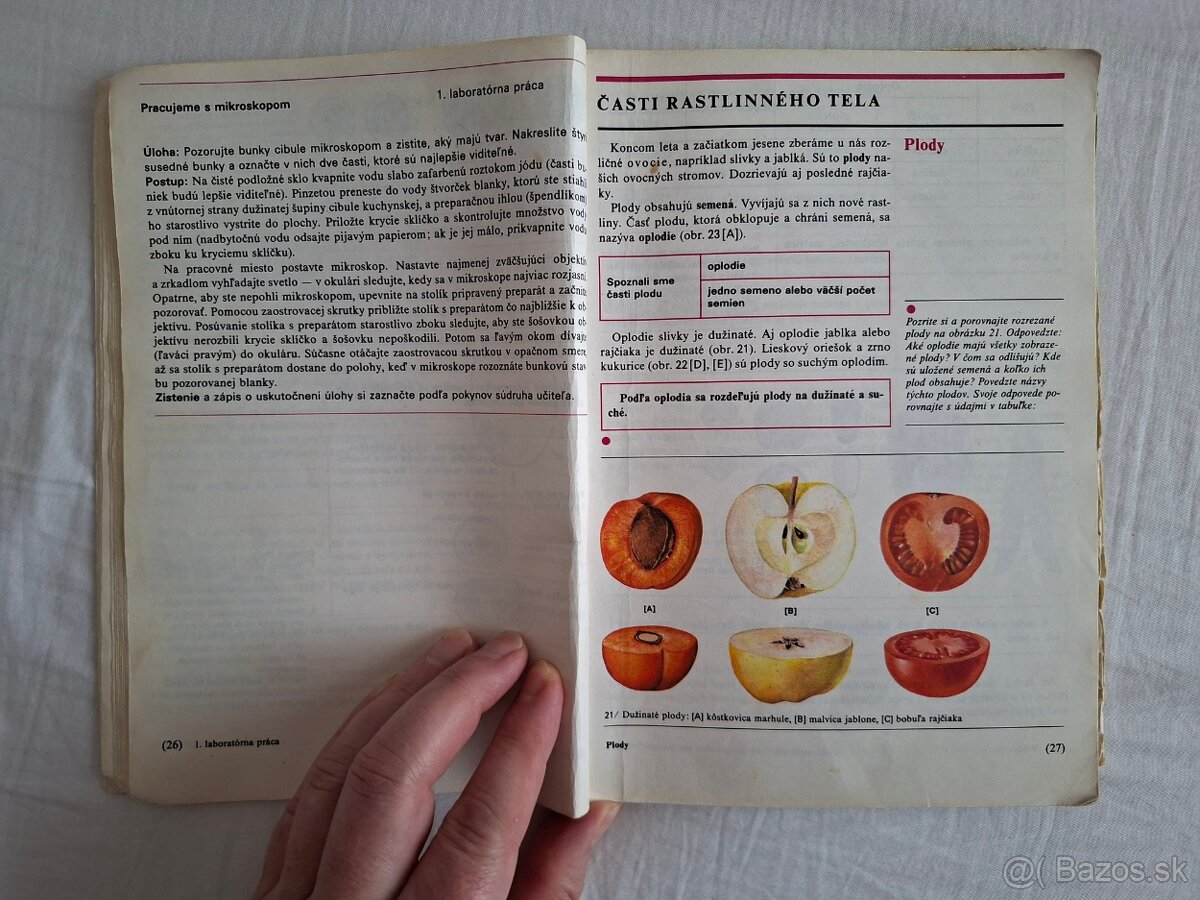 Pracujeme s mikroskopom
1. laboratórna práca
Úloha: Pozorujte bunky cibule mikroskopom a zistite, aký majú tvar. Nakreslite
susedné bunky a označte v nich dve časti, ktoré sú najlepšie viditeľné.
Postup: Na čisté podložné sklo kvapnite vodu slabo zafarbenú roztokom jódu (časti
niek budú lepšie viditeľné). Pinzetou preneste do vody štvorček blanky, ktorú ste
z vnútornej strany dužinatej šupiny cibule kuchynskej, a preparačnou ihlou (špendlíkom)
ho starostlivo vystrite do plochy. Priložte krycie sklíčko a skontrolujte množstvo vody
pod ním (nadbytočnú vodu odsajte pijavým papierom; ak je jej málo, prikvapnite vodu
zboku ku kryciemu sklíčku).
Na pracovné miesto postavte mikroskop. Nastavte najmenej zväčšujúci
a zrkadlom vyhľadajte svetlo — v okulári sledujte, kedy sa v mikroskope najviac
Opatrne, aby ste nepohli mikroskopom, upevnite na stolík pripravený preparát a začnite
pozorovať. Pomocou zaostrovacej skrutky priblížte stolík s preparátom čo najbližšie k ob-
jektívu. Posúvanie stolíka s preparátom starostlivo zboku sledujte, aby ste šošovkou ob-
jektívu nerozbili krycie sklíčko a šošovku nepoškodili. Potom sa ľavým okom dívajte
(ľaváci pravým) do okuláru. Súčasne otáčajte zaostrovacou skrutkou v opačnom smere,
až sa stolík s preparátom dostane do polohy, keď v mikroskope rozoznáte bunkovú stav-
bu pozorovanej blanky.
Zistenie a zápis o uskutočnení úlohy si zaznačte podľa pokynov súdruha učiteľa.
(26) 1. laboratórna práca
ČASTI RASTLINNÉHO TELA
Plody
Koncom leta a začiatkom jesene zberáme u nás roz-
ličné ovocie, napríklad slivky a jablká. Sú to plody na-
šich ovocných stromov. Dozrievajú aj posledné rajčia-
ky.
Plody obsahujú semená. Vyvíjajú sa z nich nové rast-
liny. Časť plodu, ktorá obklopuje a chráni semená, sa
nazýva oplodie (obr. 23 [A]).
Spoznali sme
časti plodu
oplodie
jedno semeno alebo väčší počet
semien
Oplodie slivky je dužinaté. Aj oplodie jablka alebo
rajčiaka je dužinaté (obr. 21). Lieskový oriešok a zrno
kukurice (obr. 22 [D], [E]) sú plody so suchým oplodím.
Podľa oplodia sa rozdeľujú plody na dužinaté a su-
ché.
Pozrite si a porovnajte rozrezané
plody na obrázku 21. Odpovedzte:
Aké oplodie majú všetky zobraze-
né plody? V čom sa odlišujú? Kde
sú uložené semená a koľko ich
plod obsahuje? Povedzte názvy
týchto plodov. Svoje odpovede po-
rovnajte s údajmi v tabuľke:
[A]
[B]
[C]
21/ Dužinaté plody: [A] kôstkovica marhule, [B] malvica jablone, [C] bobuľa rajčiaka
Plody
(27)
@( Bazos.sk